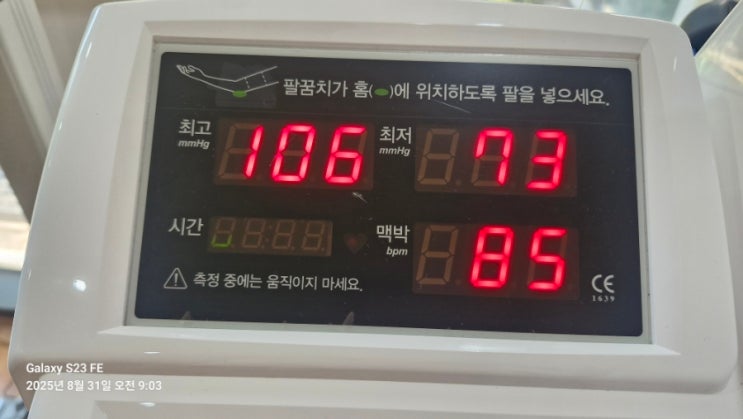 팔꿈치가 홈( )에 위치하도록 팔을 넣으세요.
최고 mmHg 106
최저 mmHg 73
시간
맥박 bpm 85
측정 중에는 움직이지 마세요.
CE
1639
Galaxy S23 FE
2025년 8월 31일 오전 9:03